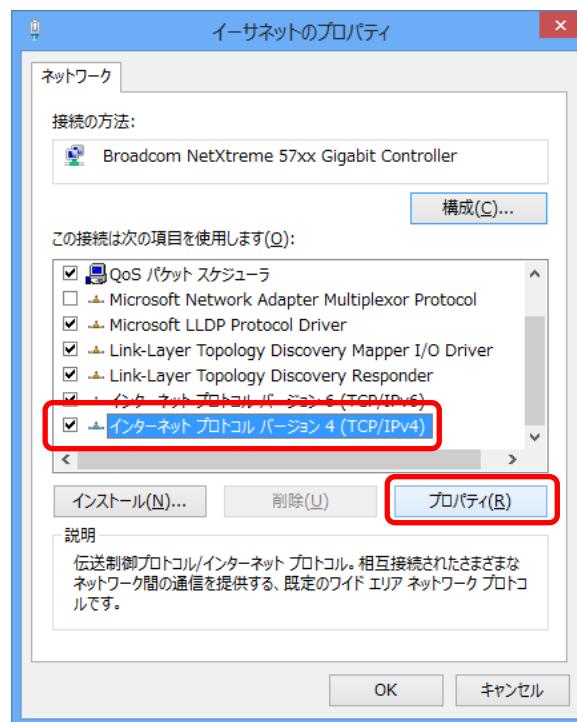 イーサネットのプロパティ
ネットワーク
接続の方法:
Broadcom NetXtreme 57xx Gigabit Controller
構成(C)...
この接続は次の項目を使用します(O):
QoS パケット スケジューラ
Microsoft Network Adapter Multiplexor Protocol
Microsoft LLDP Protocol Driver
Link-Layer Topology Discovery Mapper I/O Driver
Link-Layer Topology Discovery Responder
インターネット プロトコル バージョン 6 (TCP/IPv6)
インターネット プロトコル バージョン 4 (TCP/IPv4)
インストール(N)...
削除(U)
プロパティ(R)
説明
伝送制御プロトコル/インターネット プロトコル。相互接続されたさまざまな
ネットワーク間の通信を提供する、既定のワイド エリア ネットワーク プロトコ
ルです。
OK
キャンセル